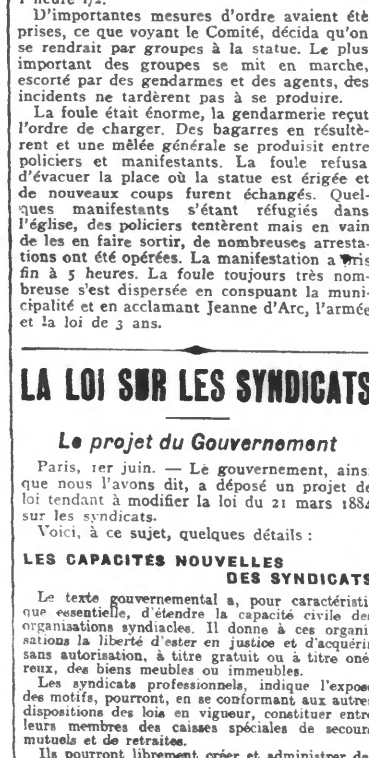 1 heure 1/2.
D'importantes mesures d'ordre avaient été
prises, ce que voyant le Comité, décida qu'on
se rendrait par groupes à la statue. Le plus
important des groupes se mit en marche,
escorté par des gendarmes et des agents, des
incidents ne tardèrent pas à se produire.
La foule était énorme, la gendarmerie reçut
l'ordre de charger. Des bagarres en résultè-
rent et une mêlée générale se produisit entre
policiers et manifestants. La foule refusa
d'évacuer la place où la statue est érigée et
de nouveaux coups furent échangés. Quel-
ques manifestants s'étant réfugiés dans
l'église, des policiers tentèrent mais en vain
de les en faire sortir, de nombreuses arresta-
tions ont été opérées. La manifestation a pris
fin à 5 heures. La foule toujours très nom-
breuse s'est dispersée en conspuant la muni-
cipalité et en acclamant Jeanne d'Arc, l'armée
et la loi de 3 ans.
LA LOI SUR LES SYNDICATS
Le projet du Gouvernement
Paris, 1er juin. — Le gouvernement, ainsi
que nous l'avons dit, a déposé un projet de
loi tendant à modifier la loi du 21 mars 1884
sur les syndicats.
Voici, à ce sujet, quelques détails :
LES CAPACITÉS NOUVELLES
DES SYNDICATS
Le texte gouvernemental a, pour caractéristi
que essentielle, d'étendre la capacité civile des
organisations syndiacles. Il donne à ces organi
sations la liberté d'ester en justice et d'acquérir
sans autorisation, à titre gratuit ou à titre oné
reux, des biens meubles ou immeubles.
Les syndicats professionnels, indique l'exposé
des motifs, pourront, en se conformant aux autres
dispositions des lois en vigueur, constituer entre
leurs membres des caisses spéciales de secours
mutuels et de retraites.
Ils pourront librement créer et administrer de